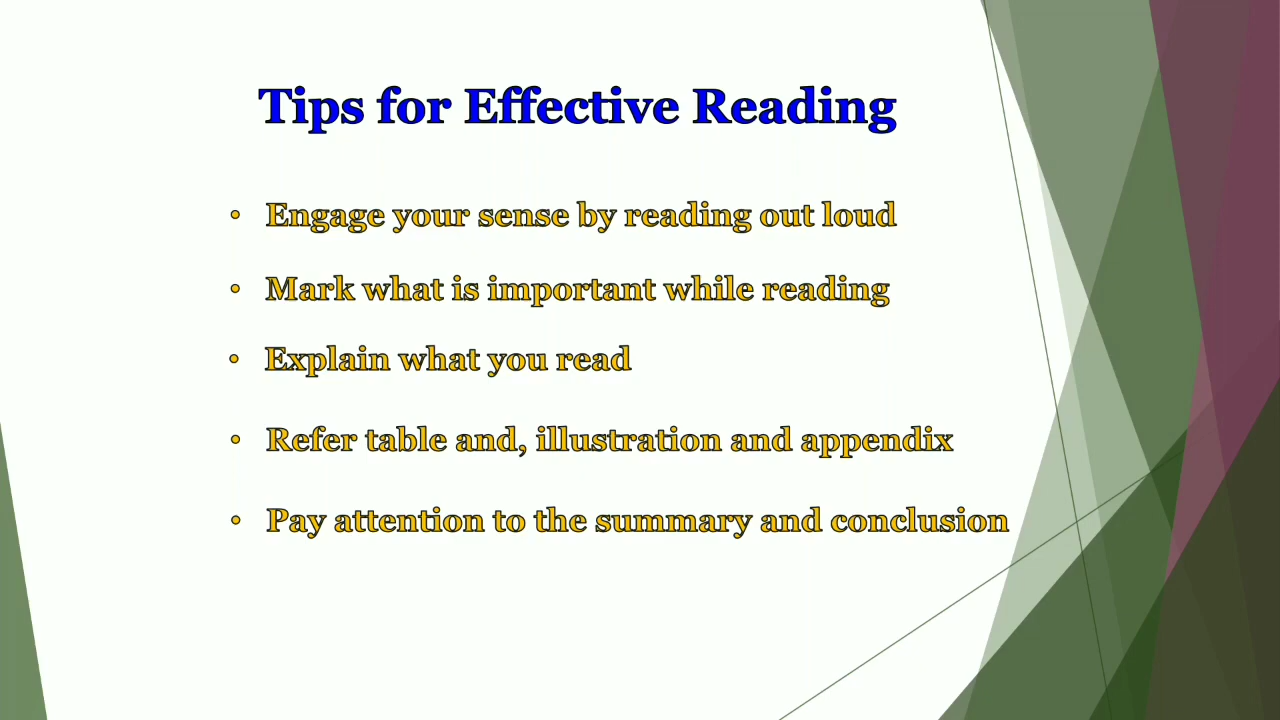 Tips for Effective Reading
• Engage your sense by reading out loud
• Mark what is important while reading
• Explain what you read
• Refer table and, illustration and appendix
• Pay attention to the summary and conclusion